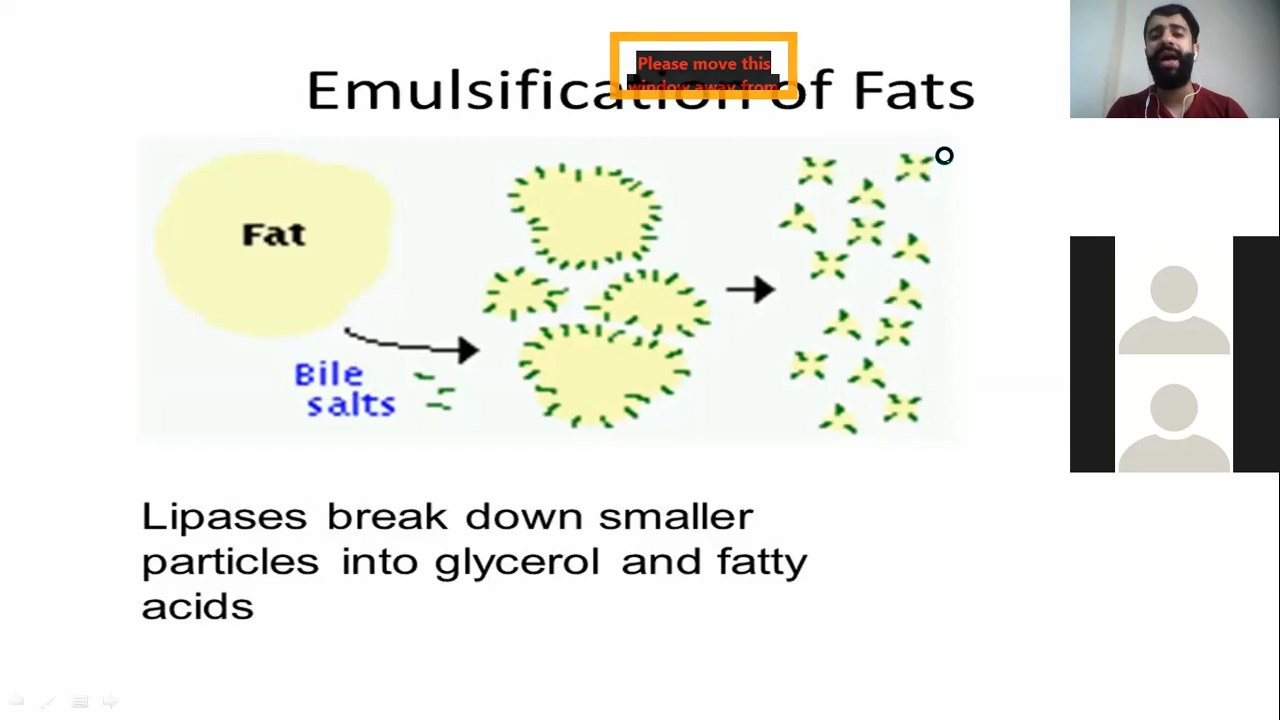 Please move this
window away from
Emulsification of Fats
Fat
Bile
salts
Lipases break down smaller
particles into glycerol and fatty
acids